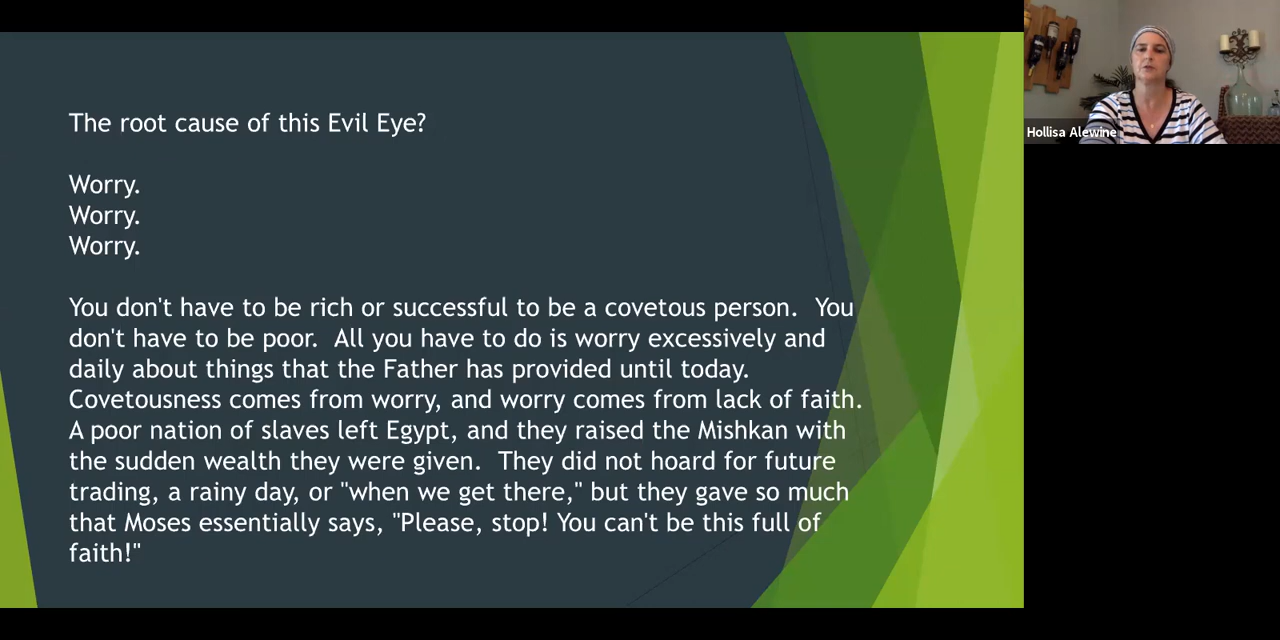 The root cause of this Evil Eye?
Worry.
Worry.
Worry.
You don't have to be rich or successful to be a covetous person.  You
don't have to be poor.  All you have to do is worry excessively and
daily about things that the Father has provided until today.
Covetousness comes from worry, and worry comes from lack of faith.
A poor nation of slaves left Egypt, and they raised the Mishkan with
the sudden wealth they were given.  They did not hoard for future
trading, a rainy day, or "when we get there," but they gave so much
that Moses essentially says, "Please, stop! You can't be this full of
faith!"
Hollisa Alewine